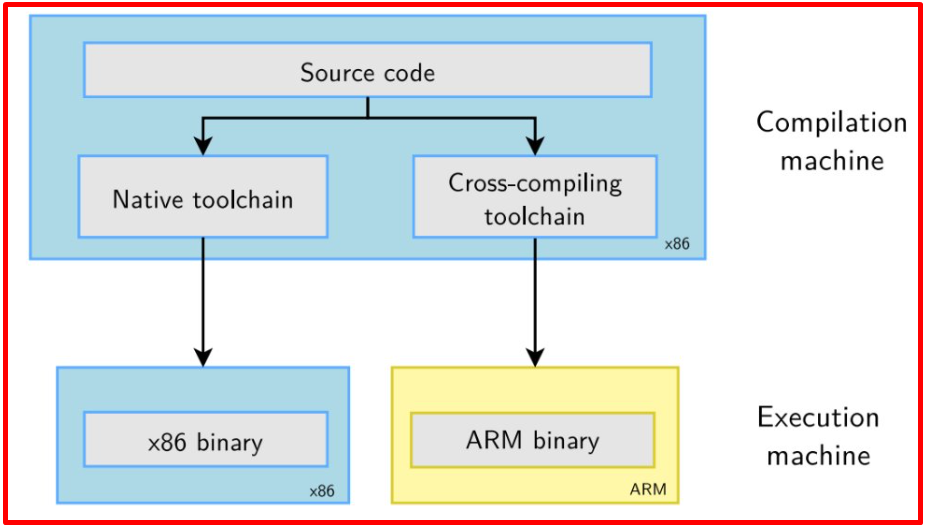 Source code
Compilation
machine
Native toolchain
Cross-compiling
toolchain
x86
x86 binary
x86
ARM binary
ARM
Execution
machine